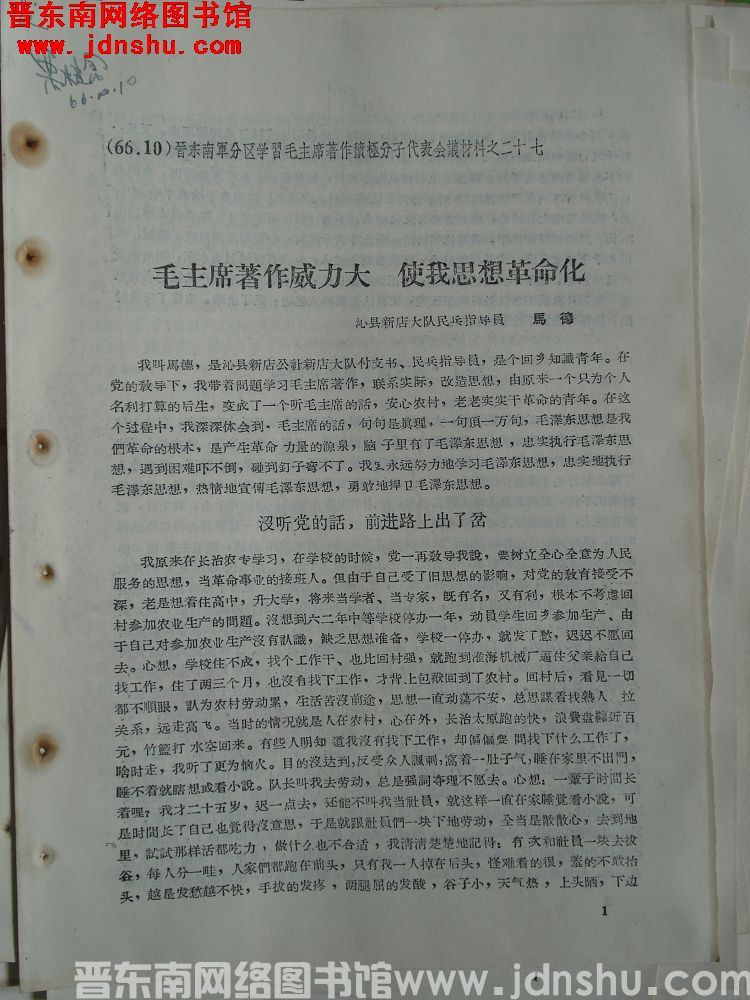 晋东南网络图书馆
www.jdnshu.com
66.10.10
(66.10)晉东南軍分区学習毛主席著作積極分子代表会議材料之二十七
毛主席著作威力大　使我思想革命化
沁县新店大队民兵指导員　馬德
我叫馬德，是沁县新店公社新店大队付支书、民兵指导員，是个回乡知識青年。在
党的教导下，我带着問題学习毛主席著作，联系实际，改造思想，由原来一个只为个人
名利打算的后生，变成了一个听毛主席的話，安心农村，老老实实干革命的青年。在这
个过程中，我深深体会到·毛主席的話，句句是真理，一句頂一万句，毛澤东思想是我
們革命的根本，是产生革命 力量的源泉，脑 子里有了毛澤东思想 ，忠实执行毛澤东思
想，遇到困难吓不倒，碰到釘子弯不了。我永远努力地学习毛澤东思想，忠实地执行
毛澤东思想，热情地宣傳毛澤东思想，勇敢地捍卫毛澤东思想。
沒听党的話，前进路上出了岔
我原来在长治农专学习，在学校的时候，党一再教导我說，要树立全心全意为人民
服务的思想，当革命事业的接班人。但由于自己受了旧思想的影响，对党的教育接受不
深，老是想着住高中，升大学，将来当学者、当专家，既有名，又有利，根本不考慮回
村参加农业生产的問題。沒想到六二年中等学校停办一年，动員学生回乡参加生产、由
于自己对参加农业生产沒有认識，缺乏思想准备，学校一停办，就发了愁，迟迟不愿回
去。心想，学校住不成，找个工作干、也比回村强，就跑到淮海机械厂逼住父亲給自己
找工作，住了两三个月，也沒有找下工作，才背上包袱回到了农村。回村后，看見一切
都不順眼，訊为农村劳动累，生活苦沒前途，思想一直动蕩不安，总思謀着找熟人 拉
关系，远走高飞。当时的情况就是人在农村，心在外，长治太原跑的快，浪費盘纏近百
元，竹籃打 水空回来。有些人明知 道我沒有找下工作，却偏偏要 問找下什么工作了，
啥时走，我听了更为恼火。目的沒达到，反受众人諷刺，窝着一肚子气，睡在家里不出門，
睡不着就瞎想或看小說。队长叫我去劳动，总是强詞夺理不愿去。心想：一輩子时間长
着哩？我才二十五岁，迟一点去，还能不叫我当社員，就这样一直在家睡覚看小說，可
是时間长了自己也覚得沒意思，于是就跟社員們一块下地劳动，全当是散散心，去到地
里，試試那样活都吃力，做什么也不合适 ，我清清楚楚地記得：有次和社員一块去拔
谷，每人分一畦，人家們都跑在前头，只有我一人掉在后头，怪难看的很，羞的不敢抬
头，越是发愁越不快，手拔的发疼 ，两腿屈的发酸 ，谷子小，天气热 ，上头晒，下边
1
晋东南网络图书馆www.jdnshu.com